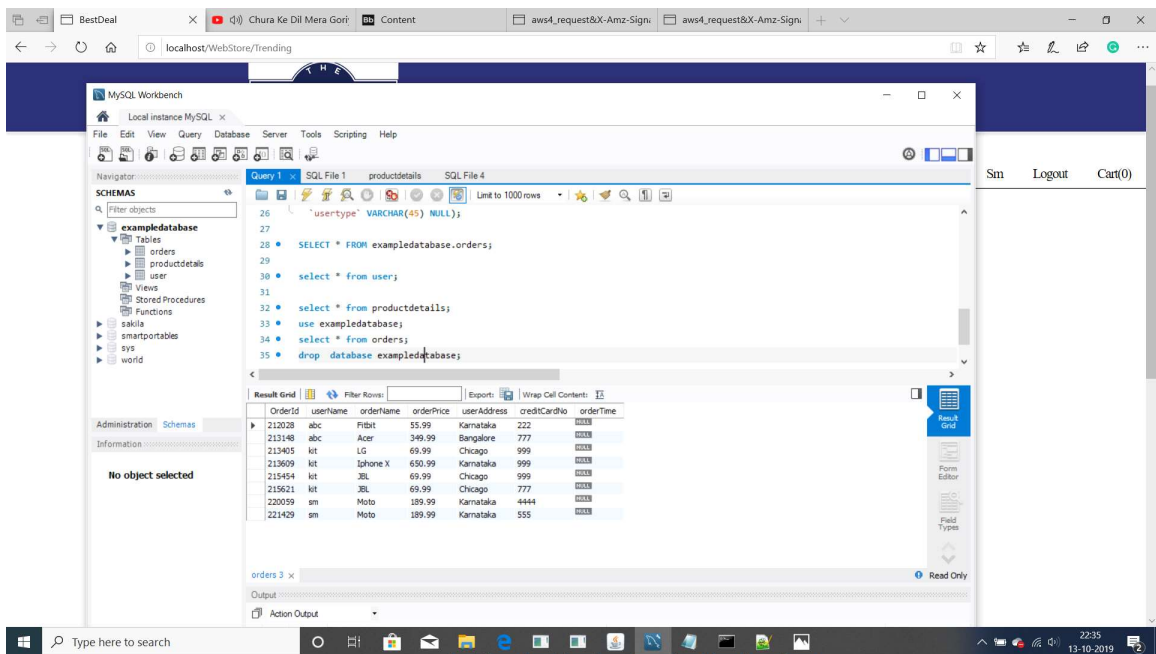 BestDeal
Chura Ke Dil Mera Gori
Bb Content
aws4_request&X-Amz-Signa
aws4_request&X-Amz-Signa
localhost/WebStore/Trending
THE
MySQL Workbench
Local instance MySQL
File Edit View Query Database Server Tools Scripting Help
Navigator
Query 1 SQL File 1 productdetails SQL File 4
Sm Logout Cart(0)
SCHEMAS
Filter objects
Limit to 1000 rows
exampledatabase
Tables
orders
productdetails
user
Views
Stored Procedures
Functions
sakila
smartportables
sys
world
26 `usertype` VARCHAR(45) NULL);
27
28 SELECT * FROM exampledatabase.orders;
29
30 select * from user;
31
32 select * from productdetails;
33 use exampledatabase;
34 select * from orders;
35 drop database exampledatabase;
Result Grid Filter Rows: Export: Wrap Cell Content:
OrderId userName orderName orderPrice userAddress creditCardNo orderTime
212028 abc Fitbit 55.99 Karnataka 222 NULL
213148 abc Acer 349.99 Bangalore 777 NULL
213405 kit LG 69.99 Chicago 999 NULL
213609 kit Iphone X 650.99 Karnataka 999 NULL
215454 kit JBL 69.99 Chicago 999 NULL
215621 kit JBL 69.99 Chicago 777 NULL
220059 sm Moto 189.99 Karnataka 4444 NULL
221429 sm Moto 189.99 Karnataka 555 NULL
Result Grid
Form Editor
Field Types
Administration Schemas
Information
No object selected
orders 3
Read Only
Output
Action Output
Type here to search
22:35
13-10-2019